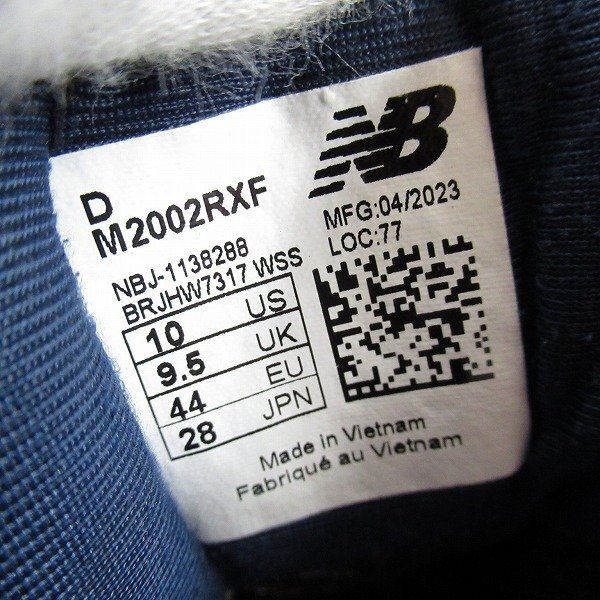 NB
D
M2002RXF
MFG:04/2023
LOC:77
NBJ-1138288
BRJHW7317 WSS
10 US
9.5 UK
44 EU
28 JPN
Made in Vietnam
Fabriqué au Vietnam